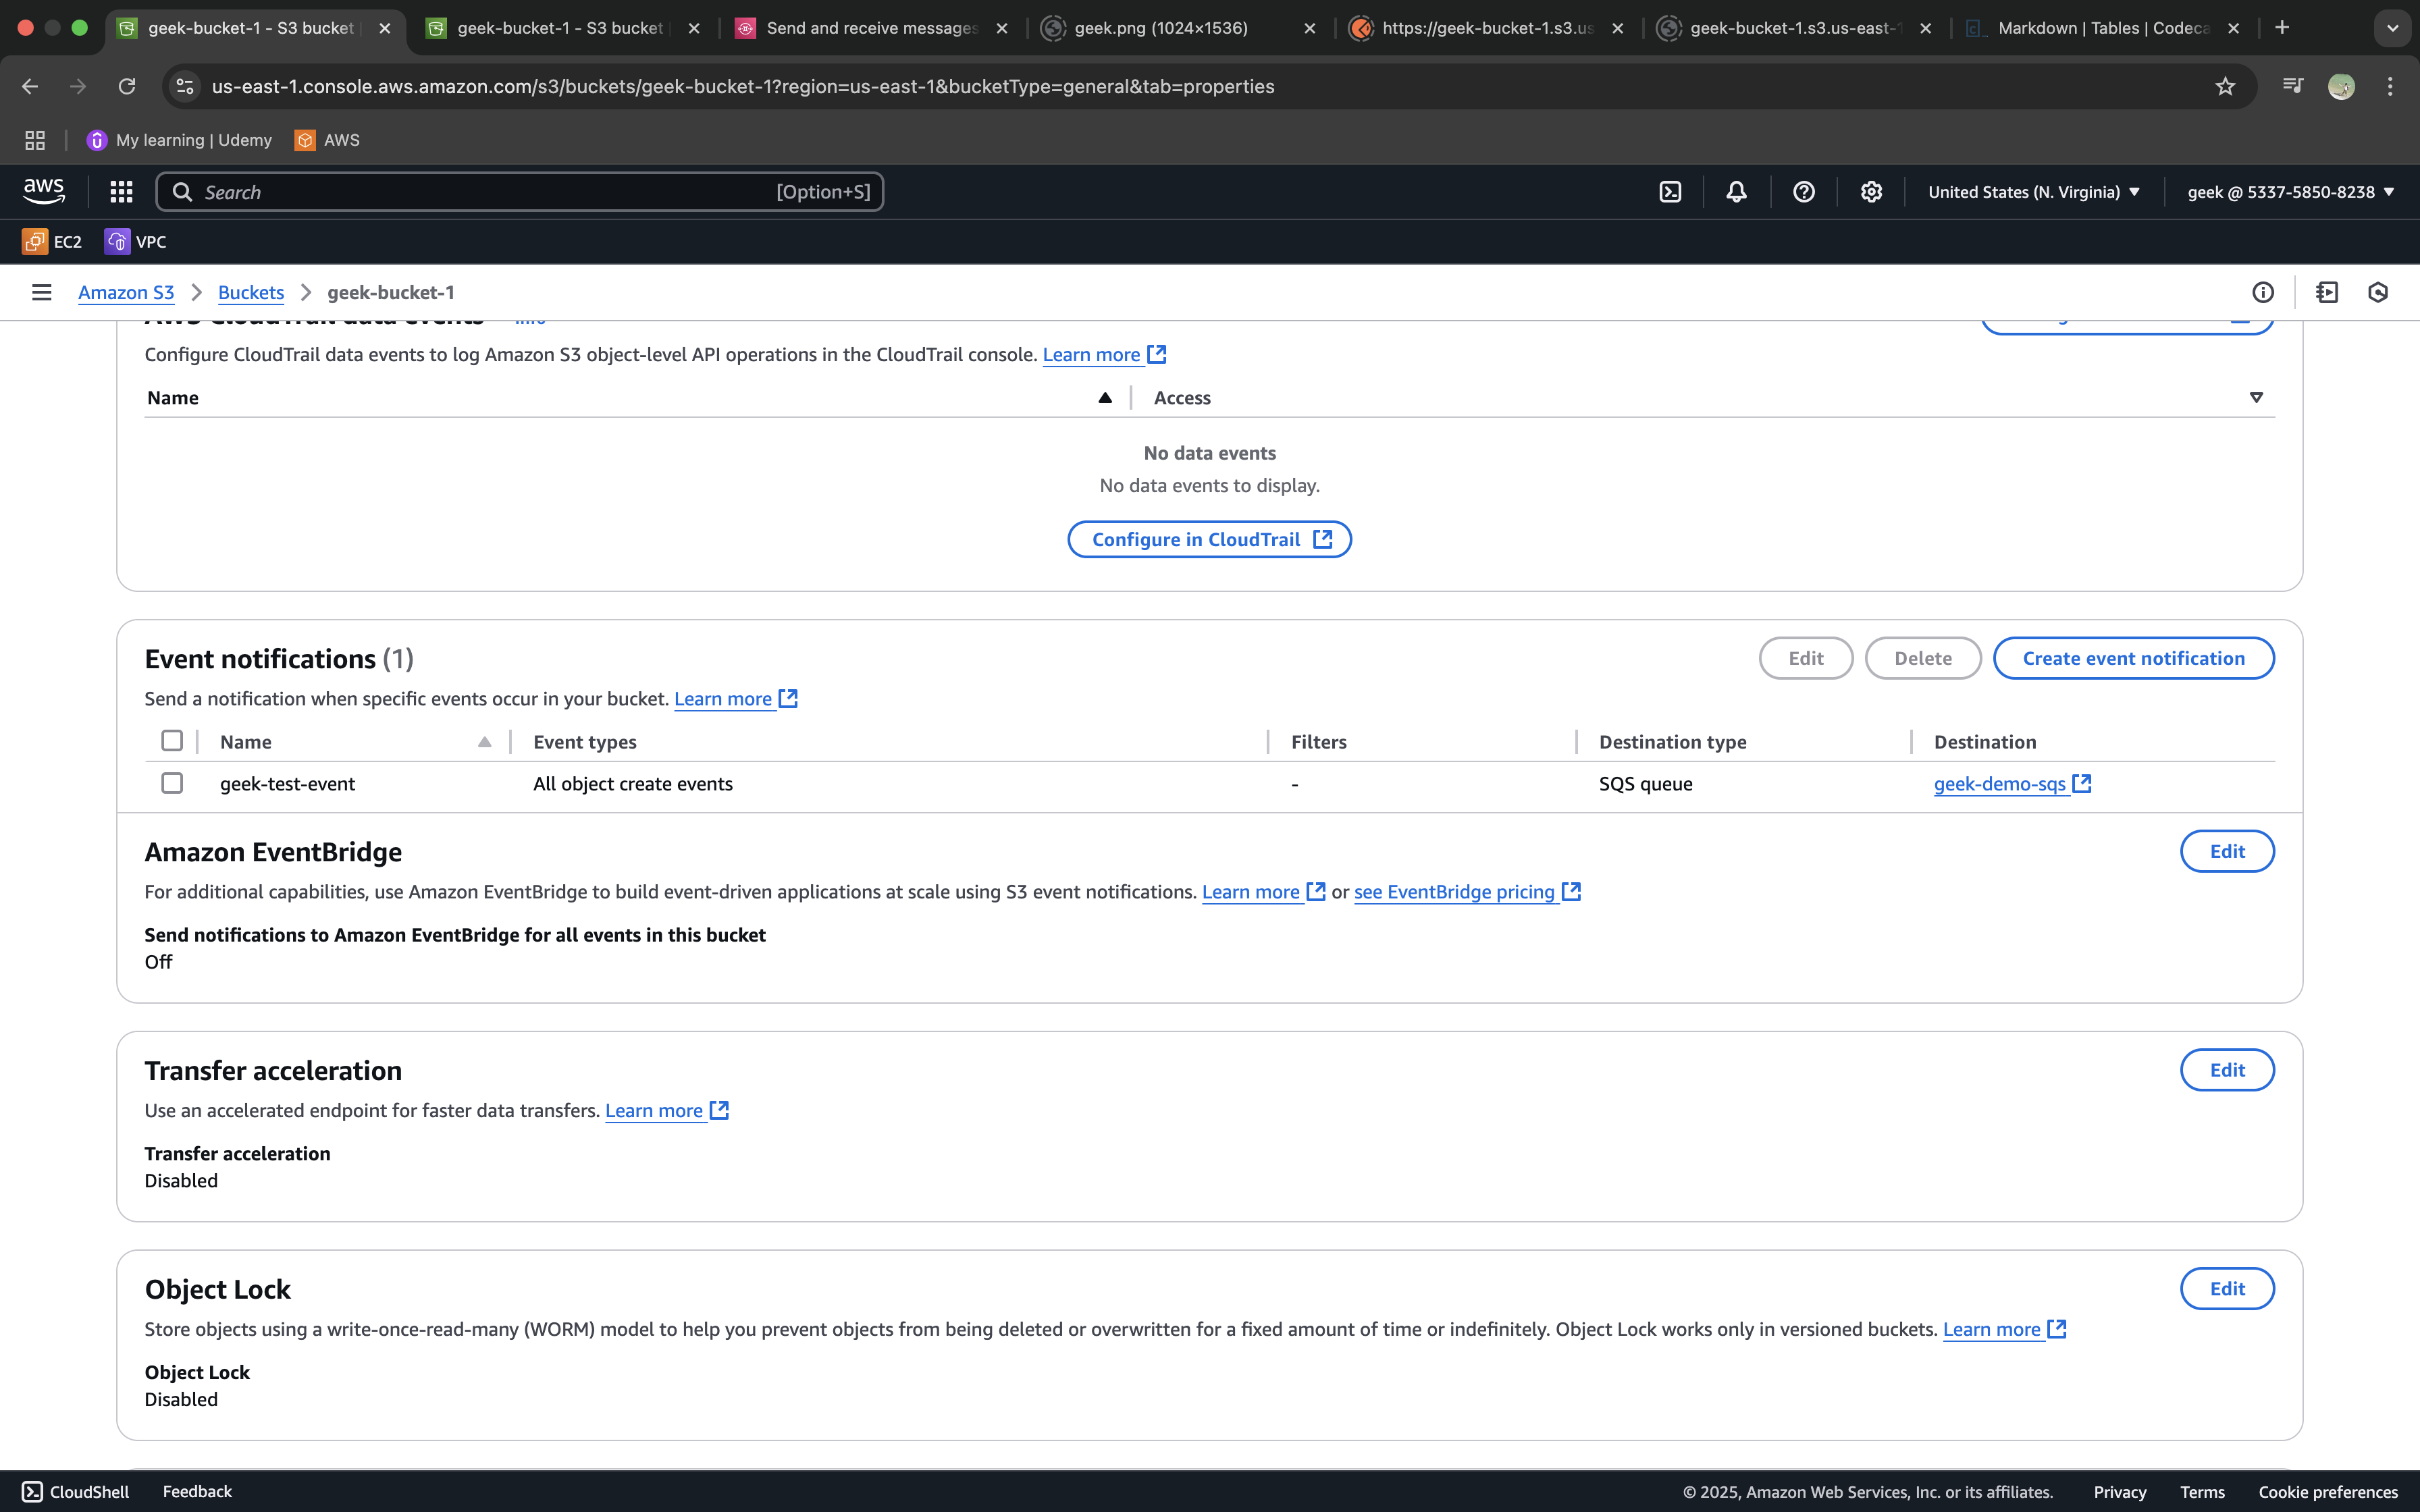 geek-bucket-1 - S3 bucket
geek-bucket-1 - S3 bucket
Send and receive messages
geek.png (1024×1536)
https://geek-bucket-1.s3.us
geek-bucket-1.s3.us-east-1
Markdown | Tables | Codeca
us-east-1.console.aws.amazon.com/s3/buckets/geek-bucket-1?region=us-east-1&bucketType=general&tab=properties
My learning | Udemy
AWS
aws
Search
[Option+S]
United States (N. Virginia)
geek @ 5337-5850-8238
EC2
VPC
Amazon S3
Buckets
geek-bucket-1
AWS CloudTrail data events
Info
Configure CloudTrail data events to log Amazon S3 object-level API operations in the CloudTrail console. Learn more
Name
Access
No data events
No data events to display.
Configure in CloudTrail
Event notifications (1)
Edit
Delete
Create event notification
Send a notification when specific events occur in your bucket. Learn more
Name
Event types
Filters
Destination type
Destination
geek-test-event
All object create events
-
SQS queue
geek-demo-sqs
Amazon EventBridge
Edit
For additional capabilities, use Amazon EventBridge to build event-driven applications at scale using S3 event notifications. Learn more or see EventBridge pricing
Send notifications to Amazon EventBridge for all events in this bucket
Off
Transfer acceleration
Edit
Use an accelerated endpoint for faster data transfers. Learn more
Transfer acceleration
Disabled
Object Lock
Edit
Store objects using a write-once-read-many (WORM) model to help you prevent objects from being deleted or overwritten for a fixed amount of time or indefinitely. Object Lock works only in versioned buckets. Learn more
Object Lock
Disabled
CloudShell
Feedback
© 2025, Amazon Web Services, Inc. or its affiliates.
Privacy
Terms
Cookie preferences